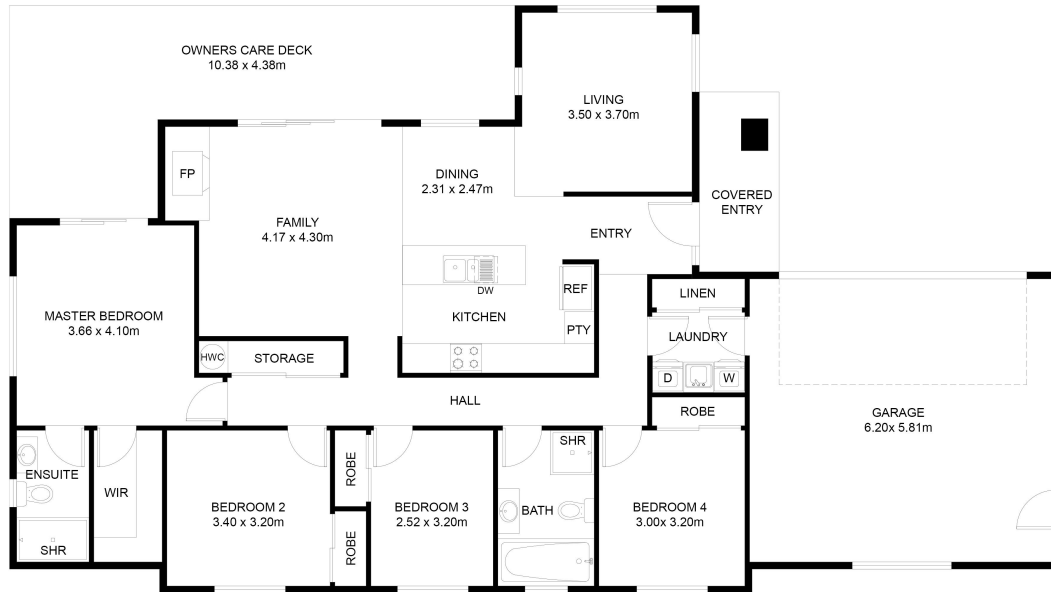 OWNERS CARE DECK
10.38 x 4.38m
LIVING
3.50 x 3.70m
FP
DINING
2.31 x 2.47m
COVERED
ENTRY
FAMILY
4.17 x 4.30m
ENTRY
DW
REF
LINEN
MASTER BEDROOM
3.66 x 4.10m
KITCHEN
PTY
LAUNDRY
HWC
STORAGE
D
W
HALL
ROBE
GARAGE
6.20x 5.81m
SHR
ENSUITE
WIR
ROBE
BEDROOM 2
3.40 x 3.20m
BEDROOM 3
2.52 x 3.20m
BATH
BEDROOM 4
3.00x 3.20m
ROBE
SHR